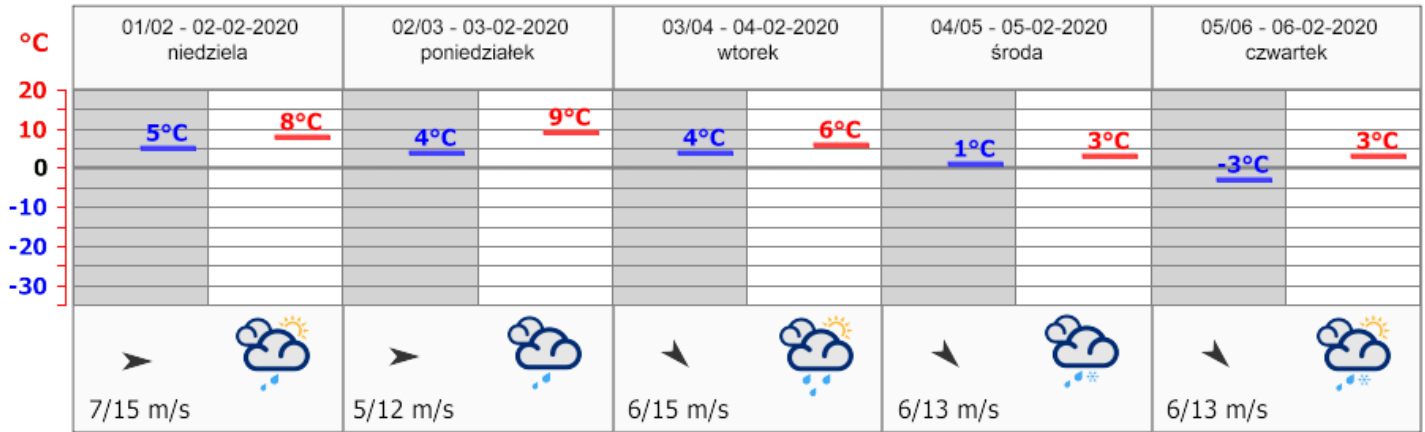 °C
01/02 - 02-02-2020
niedziela
02/03 - 03-02-2020
poniedziałek
03/04 - 04-02-2020
wtorek
04/05 - 05-02-2020
środa
05/06 - 06-02-2020
czwartek
20
10
0
-10
-20
-30
5°C
8°C
4°C
9°C
4°C
6°C
1°C
3°C
-3°C
3°C
7/15 m/s
5/12 m/s
6/15 m/s
6/13 m/s
6/13 m/s